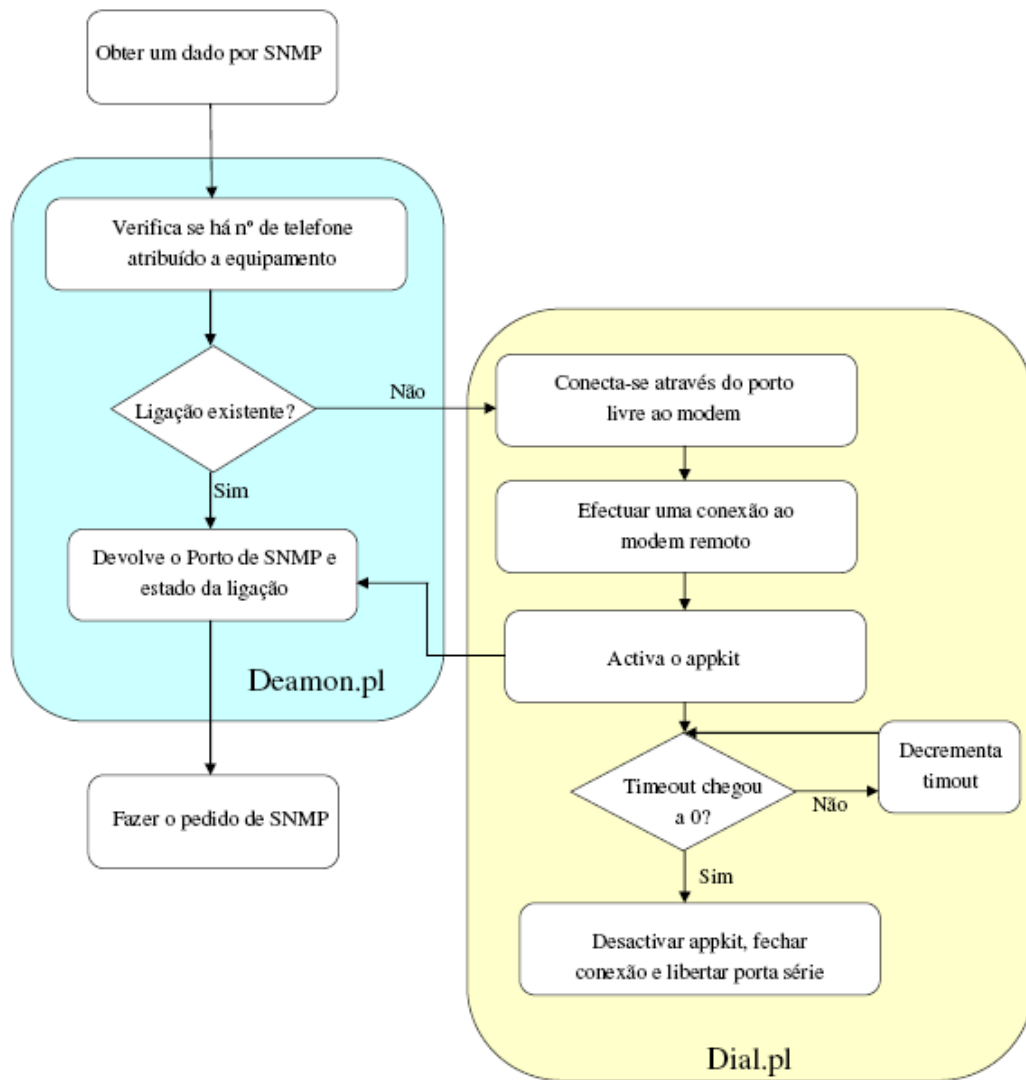 Obter um dado por SNMP
Verifica se há nº de telefone
atribuído a equipamento
Ligação existente?
Não
Sim
Devolve o Porto de SNMP e
estado da ligação
Deamon.pl
Fazer o pedido de SNMP
Conecta-se através do porto
livre ao modem
Efectuar uma conexão ao
modem remoto
Activa o appkit
Timeout chegou
a 0?
Não
Decrementa
timout
Sim
Desactivar appkit, fechar
conexão e libertar porta série
Dial.pl